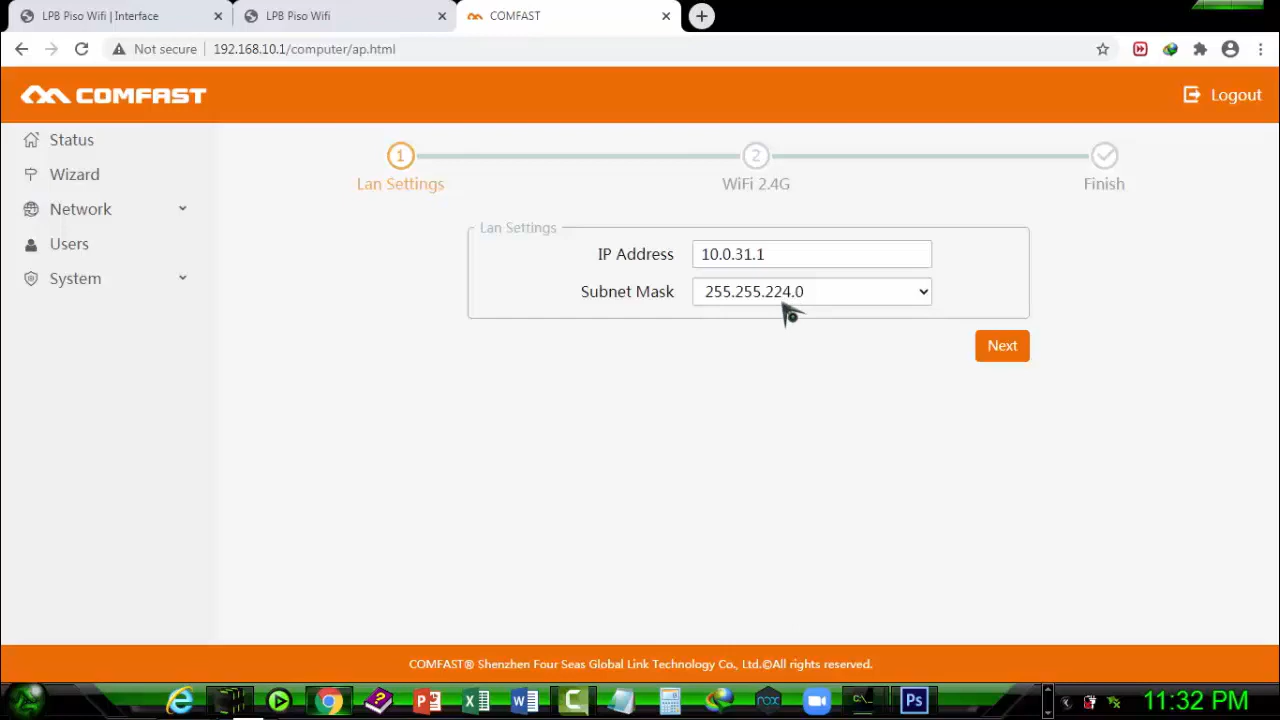 LPB Piso Wifi | Interface
LPB Piso Wifi
COMFAST
Not secure
192.168.10.1/computer/ap.html
COMFAST
Logout
Status
Wizard
Network
Users
System
1
2
Lan Settings
WiFi 2.4G
Finish
Lan Settings
IP Address
10.0.31.1
Subnet Mask
255.255.224.0
Next
COMFAST® Shenzhen Four Seas Global Link Technology Co., Ltd.©All rights reserved.
nox
Ps
11:32 PM